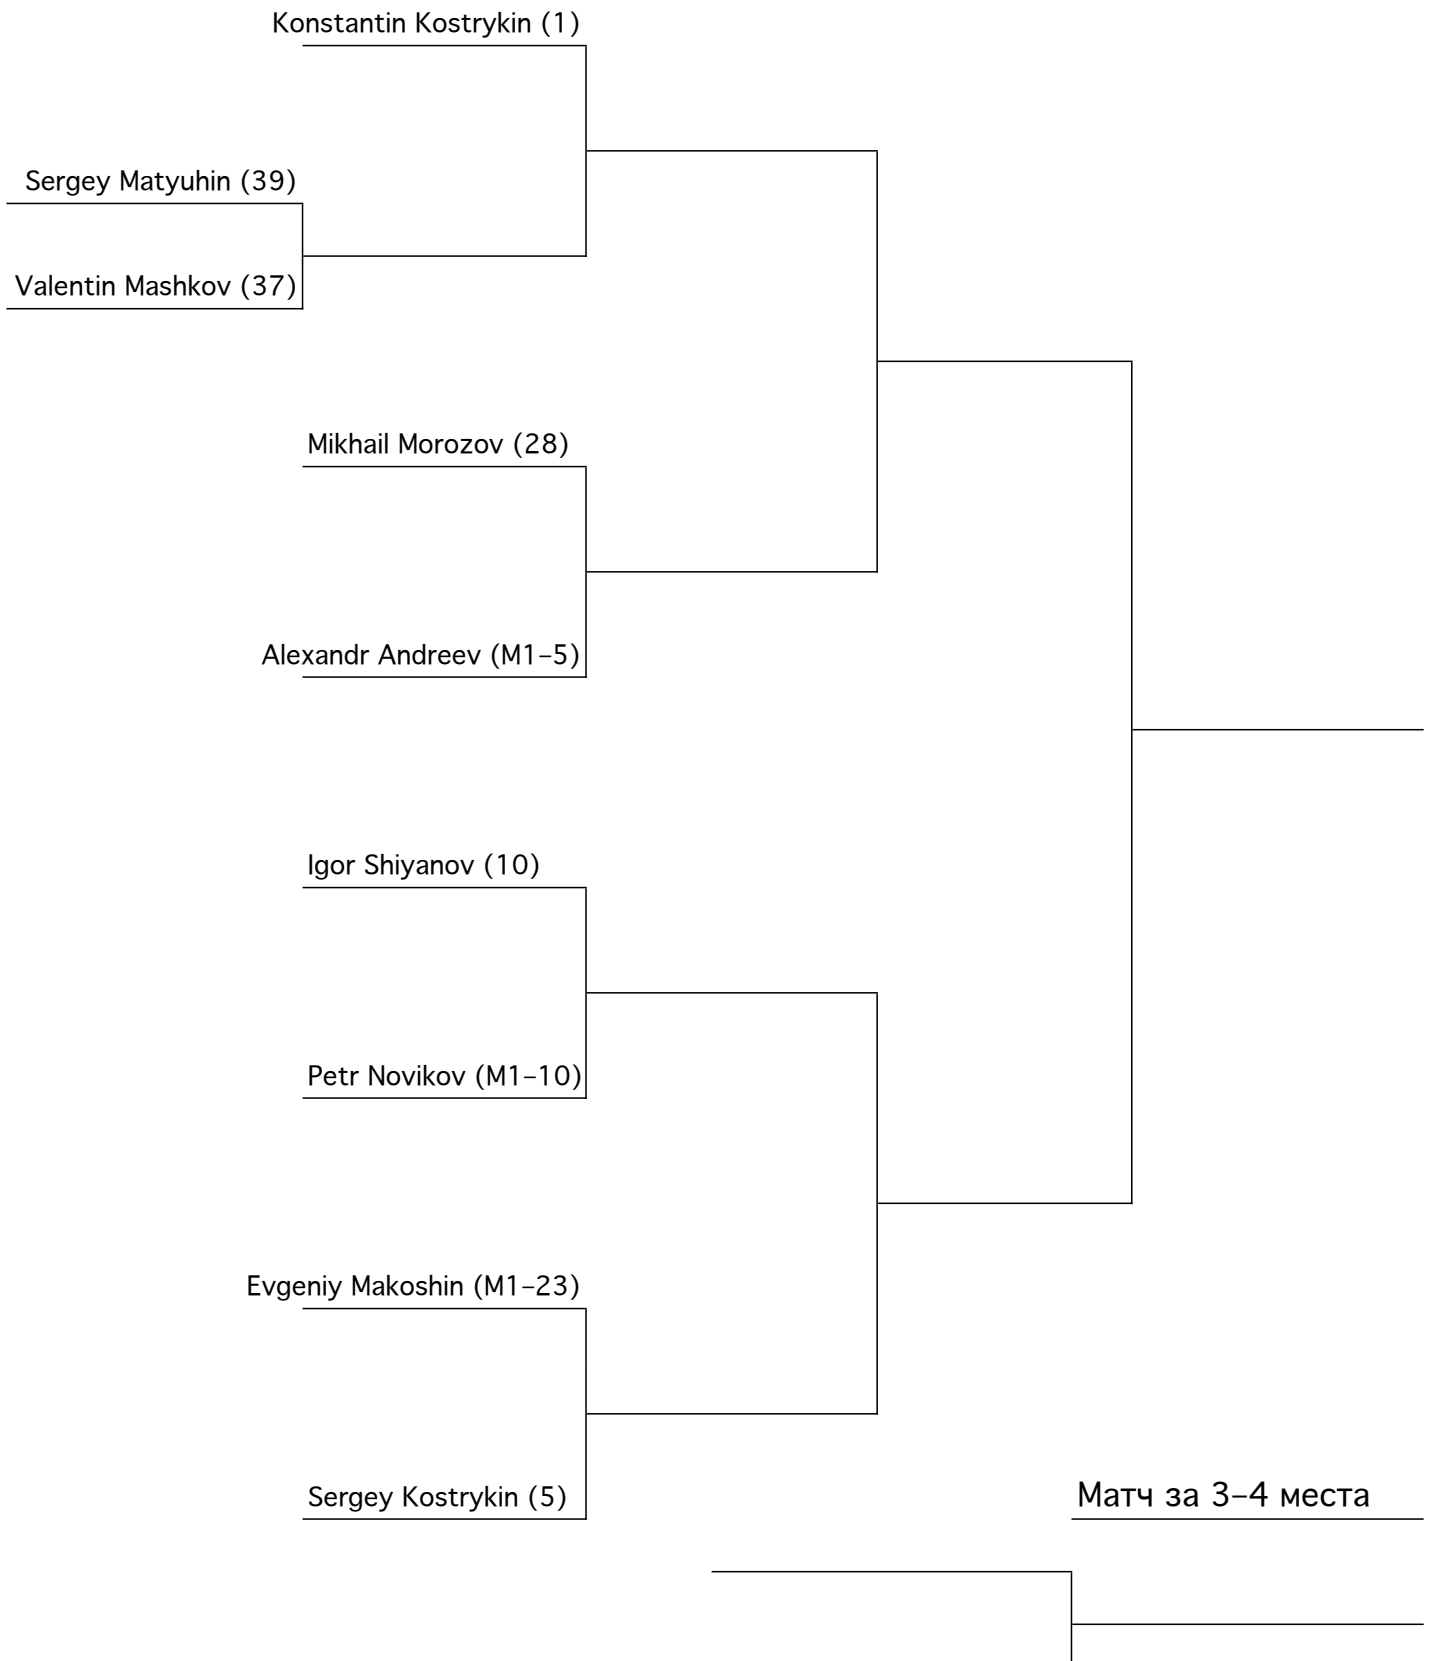 Konstantin Kostrykin (1)
Sergey Matyuhin (39)
Valentin Mashkov (37)
Mikhail Morozov (28)
Alexandr Andreev (M1–5)
Igor Shiyanov (10)
Petr Novikov (M1–10)
Evgeniy Makoshin (M1–23)
Sergey Kostrykin (5)
Матч за 3–4 места